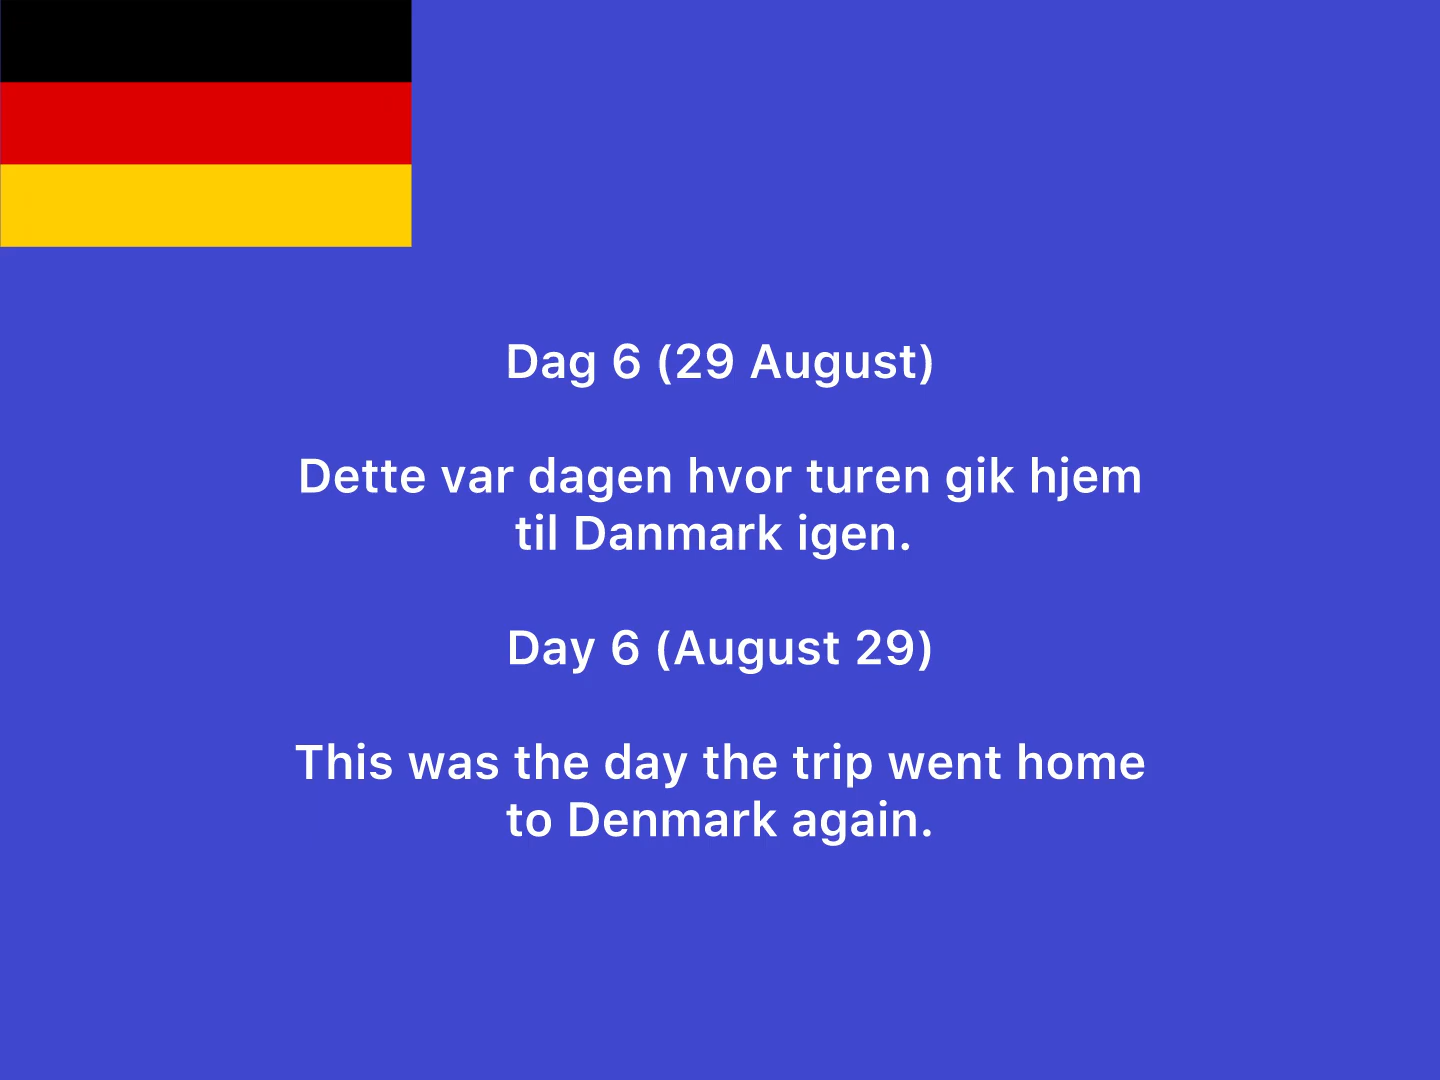 Dag 6 (29 August)
Dette var dagen hvor turen gik hjem
til Danmark igen.
Day 6 (August 29)
This was the day the trip went home
to Denmark again.